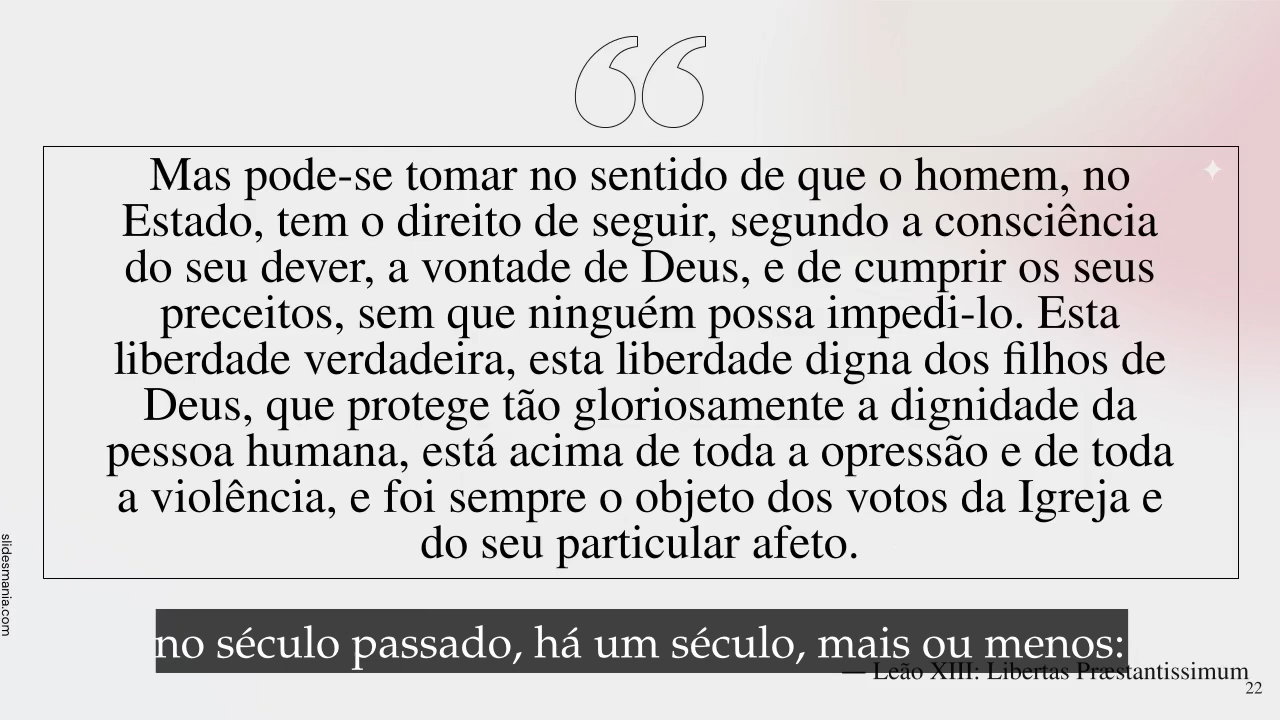 “
Mas pode-se tomar no sentido de que o homem, no
Estado, tem o direito de seguir, segundo a consciência
do seu dever, a vontade de Deus, e de cumprir os seus
preceitos, sem que ninguém possa impedi-lo. Esta
liberdade verdadeira, esta liberdade digna dos filhos de
Deus, que protege tão gloriosamente a dignidade da
pessoa humana, está acima de toda a opressão e de toda
a violência, e foi sempre o objeto dos votos da Igreja e
do seu particular afeto.
no século passado, há um século, mais ou menos:
— Leão XIII: Libertas Præstantissimum
22
slidesmania.com